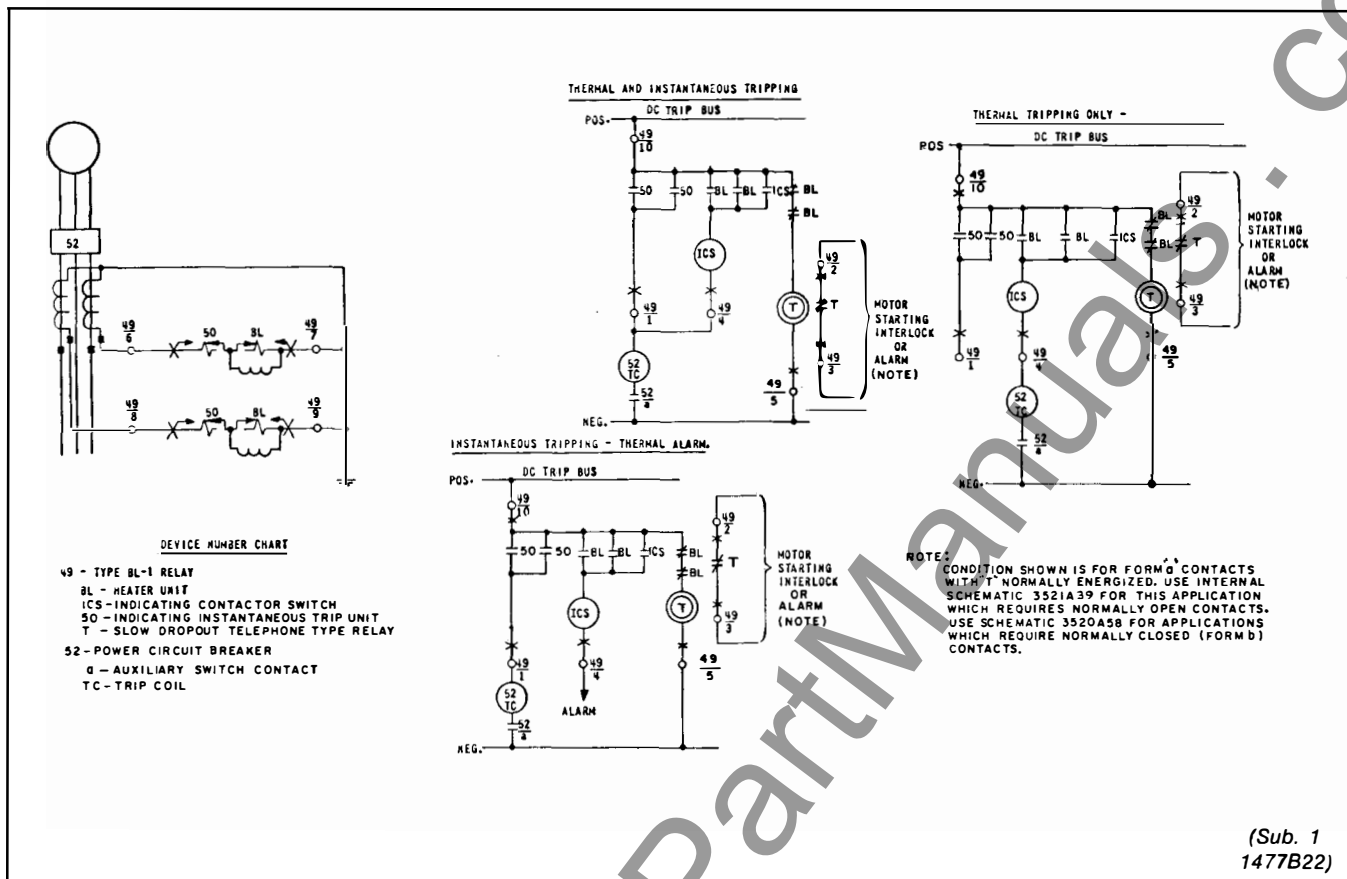 THERMAL AND INSTANTANEOUS TRIPPING
DC TRIP BUS
POS.
49
10
50
50
BL
BL
ICS
BL
BL
ICS
49
1
49
4
52
TC
52
a
T
49
5
49
2
T
49
3
MOTOR
STARTING
INTERLOCK
OR
ALARM
(NOTE)
NEG.
THERMAL TRIPPING ONLY -
DC TRIP BUS
POS
49
10
50
50
BL
BL
ICS
BL
BL
ICS
49
1
49
4
52
TC
52
a
T
49
5
49
2
T
49
3
MOTOR
STARTING
INTERLOCK
OR
ALARM
(NOTE)
NEG.
52
49
6
50
BL
49
7
49
8
50
BL
49
9
INSTANTANEOUS TRIPPING - THERMAL ALARM.
DC TRIP BUS
POS.
49
10
50
50
BL
BL
ICS
BL
BL
ICS
49
1
49
4
52
TC
52
a
ALARM
T
49
5
49
2
T
49
3
MOTOR
STARTING
INTERLOCK
OR
ALARM
(NOTE)
NEG.
DEVICE NUMBER CHART
49 - TYPE BL-1 RELAY
BL - HEATER UNIT
ICS-INDICATING CONTACTOR SWITCH
50 -INDICATING INSTANTANEOUS TRIP UNIT
T - SLOW DROPOUT TELEPHONE TYPE RELAY
52-POWER CIRCUIT BREAKER
a - AUXILIARY SWITCH CONTACT
TC-TRIP COIL
NOTE:
CONDITION SHOWN IS FOR FORM "a" CONTACTS
WITH "T" NORMALLY ENERGIZED. USE INTERNAL
SCHEMATIC 3521A39 FOR THIS APPLICATION
WHICH REQUIRES NORMALLY OPEN CONTACTS.
USE SCHEMATIC 3520A58 FOR APPLICATIONS
WHICH REQUIRE NORMALLY CLOSED (FORM b)
CONTACTS.
(Sub. 1
1477B22)
PartManuals.co